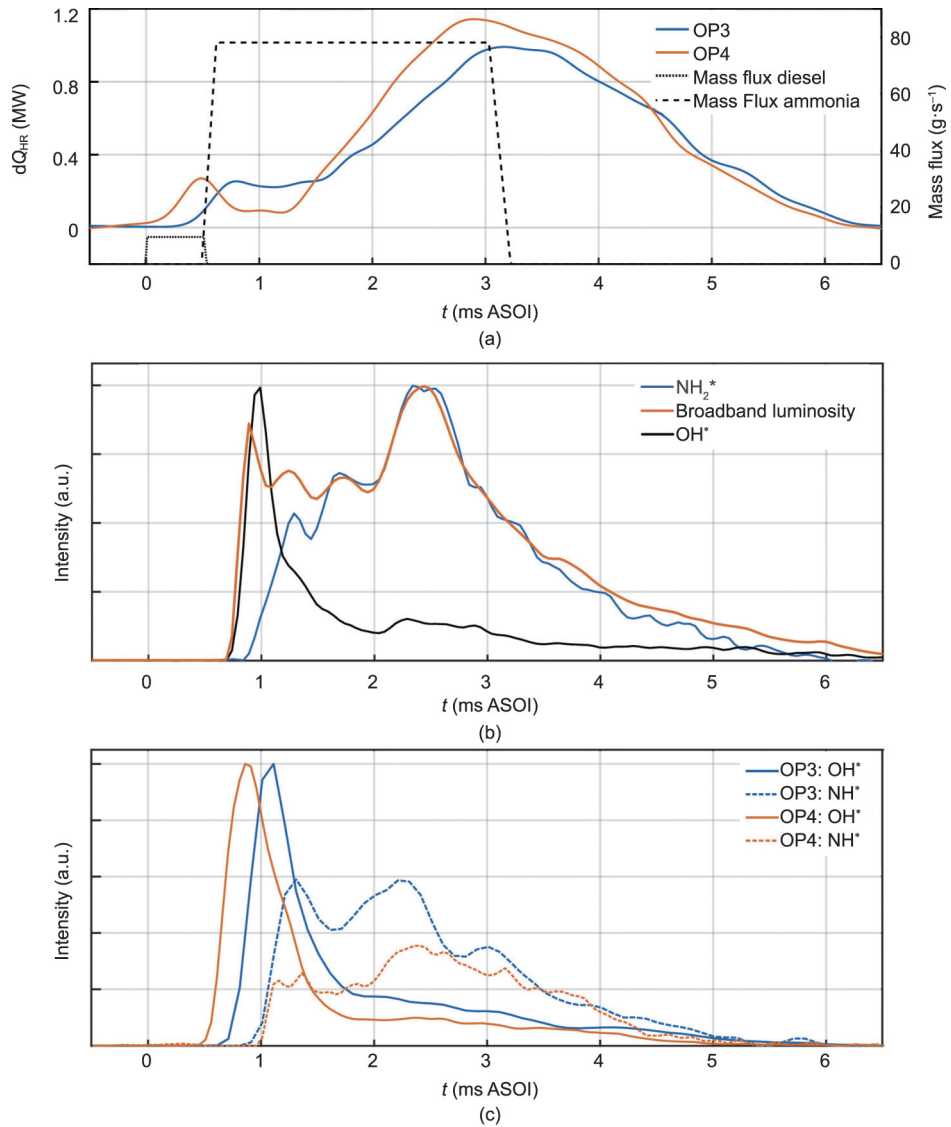 1.2
0.8
0.4
0
dQHR (MW)
OP3
OP4
Mass flux diesel
Mass Flux ammonia
80
60
40
20
0
Mass flux (g·s⁻¹)
0 1 2 3 4 5 6
t (ms ASOI)
(a)
Intensity (a.u.)
NH₂*
Broadband luminosity
OH*
0 1 2 3 4 5 6
t (ms ASOI)
(b)
Intensity (a.u.)
OP3: OH*
OP3: NH*
OP4: OH*
OP4: NH*
0 1 2 3 4 5 6
t (ms ASOI)
(c)